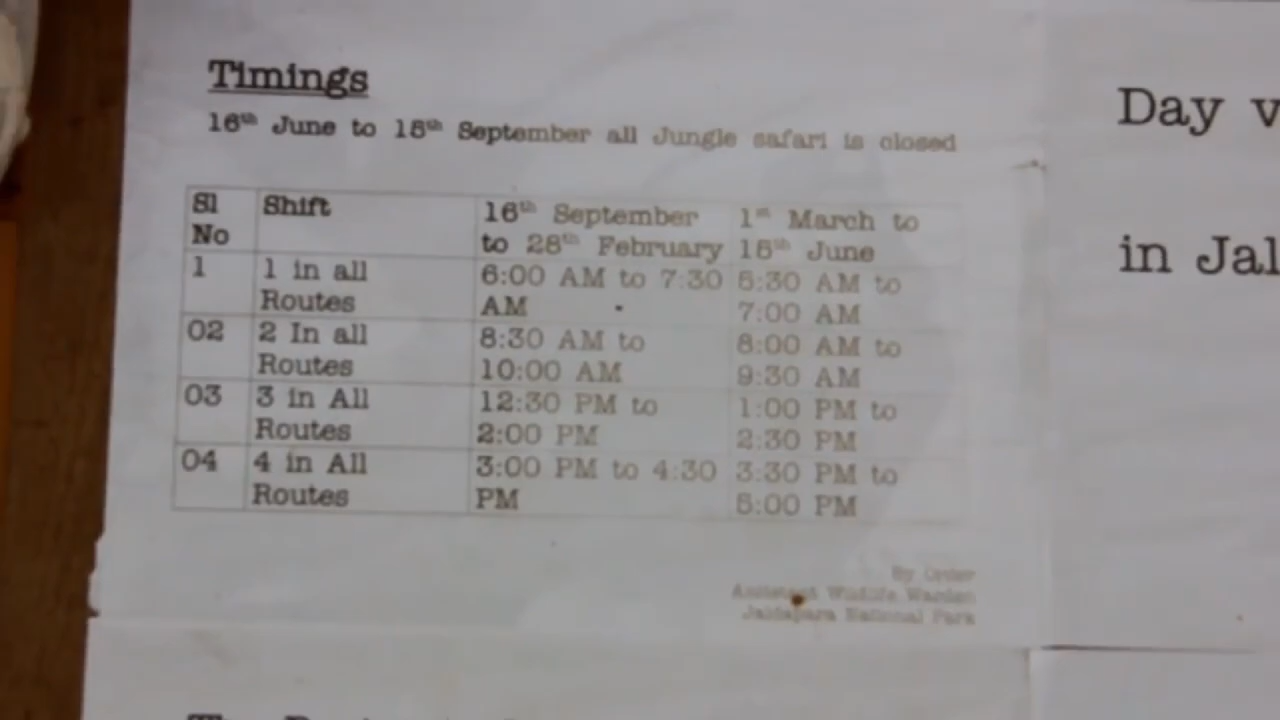 Timings
16th June to 15th September all Jungle safari is closed
Sl No Shift 16th September to 28th February 1st March to 15th June
1 1 in all Routes 6:00 AM to 7:30 AM 5:30 AM to 7:00 AM
02 2 In all Routes 8:30 AM to 10:00 AM 8:00 AM to 9:30 AM
03 3 in All Routes 12:30 PM to 2:00 PM 1:00 PM to 2:30 PM
04 4 in All Routes 3:00 PM to 4:30 PM 3:30 PM to 5:00 PM
By Order
Assistant Wildlife Warden
Jaldapara National Park
Day v
in Jal